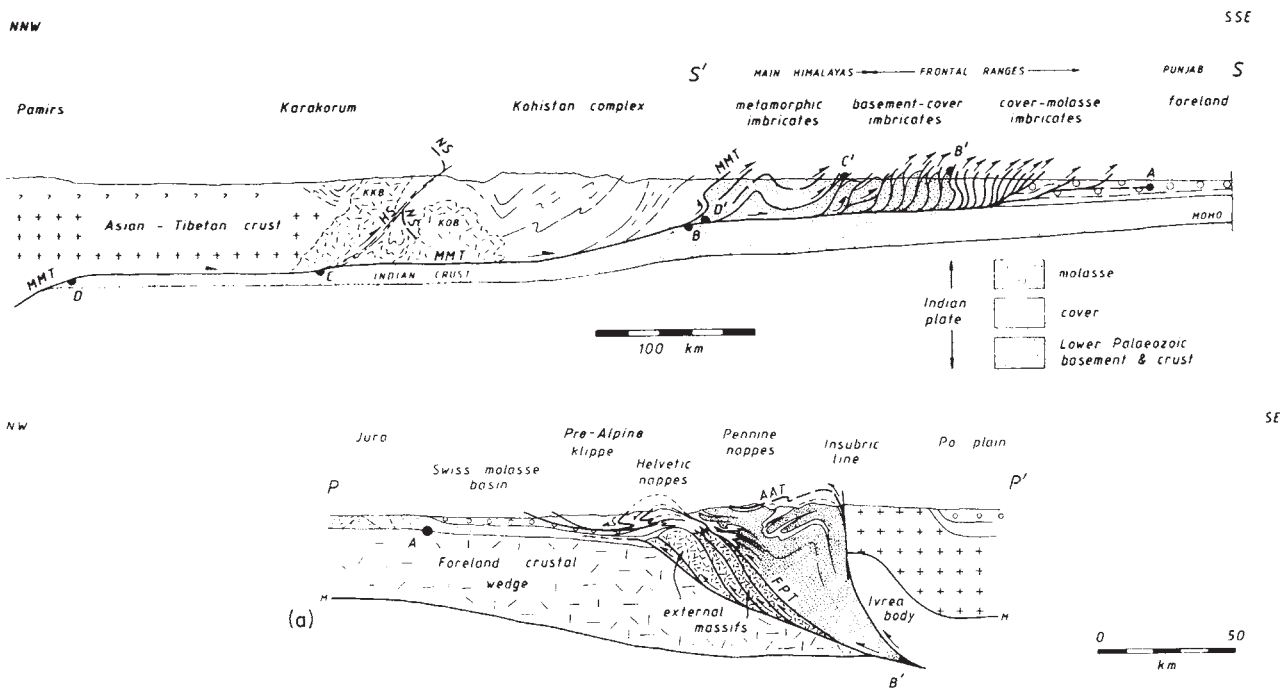 NNW
SSE
S'
MAIN HIMALAYAS
FRONTAL RANGES
PUNJAB
S
Pamirs
Karakorum
Kohistan complex
metamorphic
imbricates
basement-cover
imbricates
cover-molasse
imbricates
foreland
NS
MMT
C'
B'
A
KKB
HS
NS
KOB
Asian - Tibetan crust
D'
B
MOHO
MMT
MMT
C
INDIAN CRUST
D
100 km
Indian
plate
molasse
cover
Lower Palaeozoic
basement & crust
NW
SE
Jura
Pre-Alpine
klippe
Pennine
nappes
Insubric
line
Po plain
Swiss molasse
basin
Helvetic
nappes
P
P'
AAT
A
Foreland crustal
wedge
FPT
Ivrea
body
external
massifs
M
M
(a)
B'
0 50
km